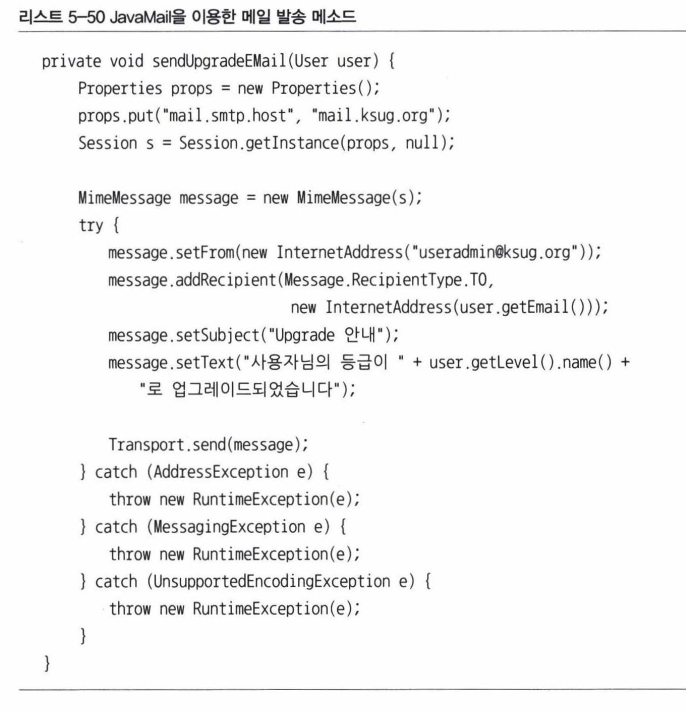 리스트 5-50 JavaMail을 이용한 메일 발송 메소드
private void sendUpgradeEMail(User user) {
    Properties props = new Properties();
    props.put("mail.smtp.host", "mail.ksug.org");
    Session s = Session.getInstance(props, null);

    MimeMessage message = new MimeMessage(s);
    try {
        message.setFrom(new InternetAddress("useradmin@ksug.org"));
        message.addRecipient(Message.RecipientType.TO,
                             new InternetAddress(user.getEmail()));
        message.setSubject("Upgrade 안내");
        message.setText("사용자님의 등급이 " + user.getLevel().name() +
            "로 업그레이드되었습니다");

        Transport.send(message);
    } catch (AddressException e) {
        throw new RuntimeException(e);
    } catch (MessagingException e) {
        throw new RuntimeException(e);
    } catch (UnsupportedEncodingException e) {
        throw new RuntimeException(e);
    }
}